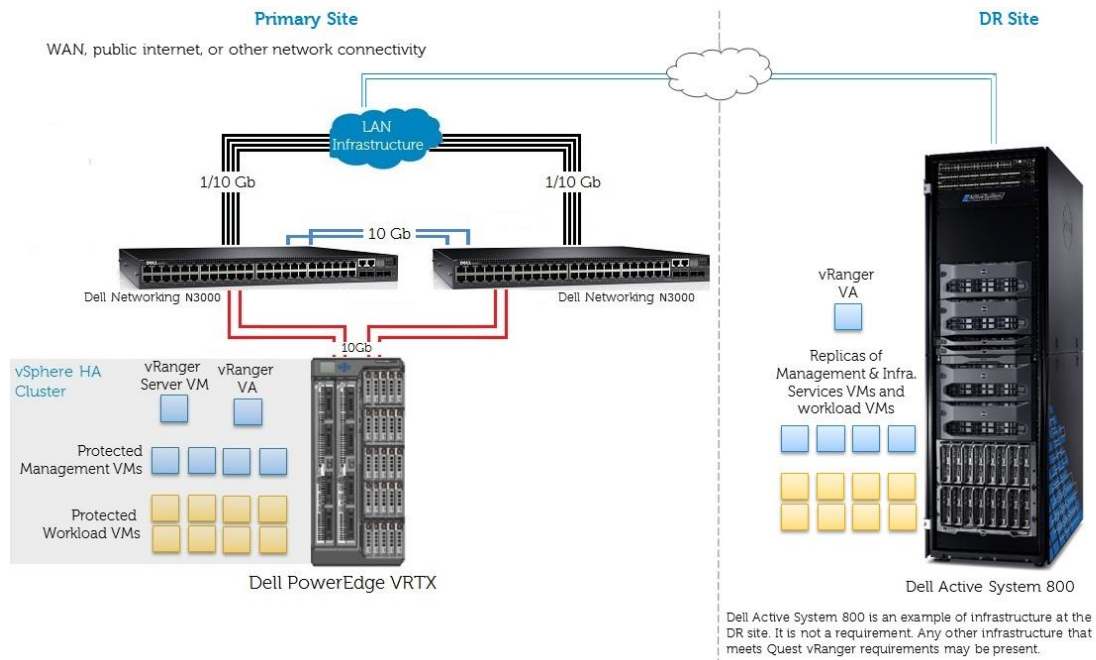 Primary Site
DR Site
WAN, public internet, or other network connectivity
LAN
Infrastructure
1/10 Gb
1/10 Gb
10 Gb
DELL
DELL
Dell Networking N3000
Dell Networking N3000
10Gb
vSphere HA
Cluster
vRanger
Server VM
vRanger
VA
Protected
Management VMs
Protected
Workload VMs
Dell PowerEdge VRTX
ActiveSystem
vRanger
VA
Replicas of
Management & Infra.
Services VMs and
workload VMs
Dell Active System 800
Dell Active System 800 is an example of infrastructure at the
DR site. It is not a requirement. Any other infrastructure that
meets Quest vRanger requirements may be present.